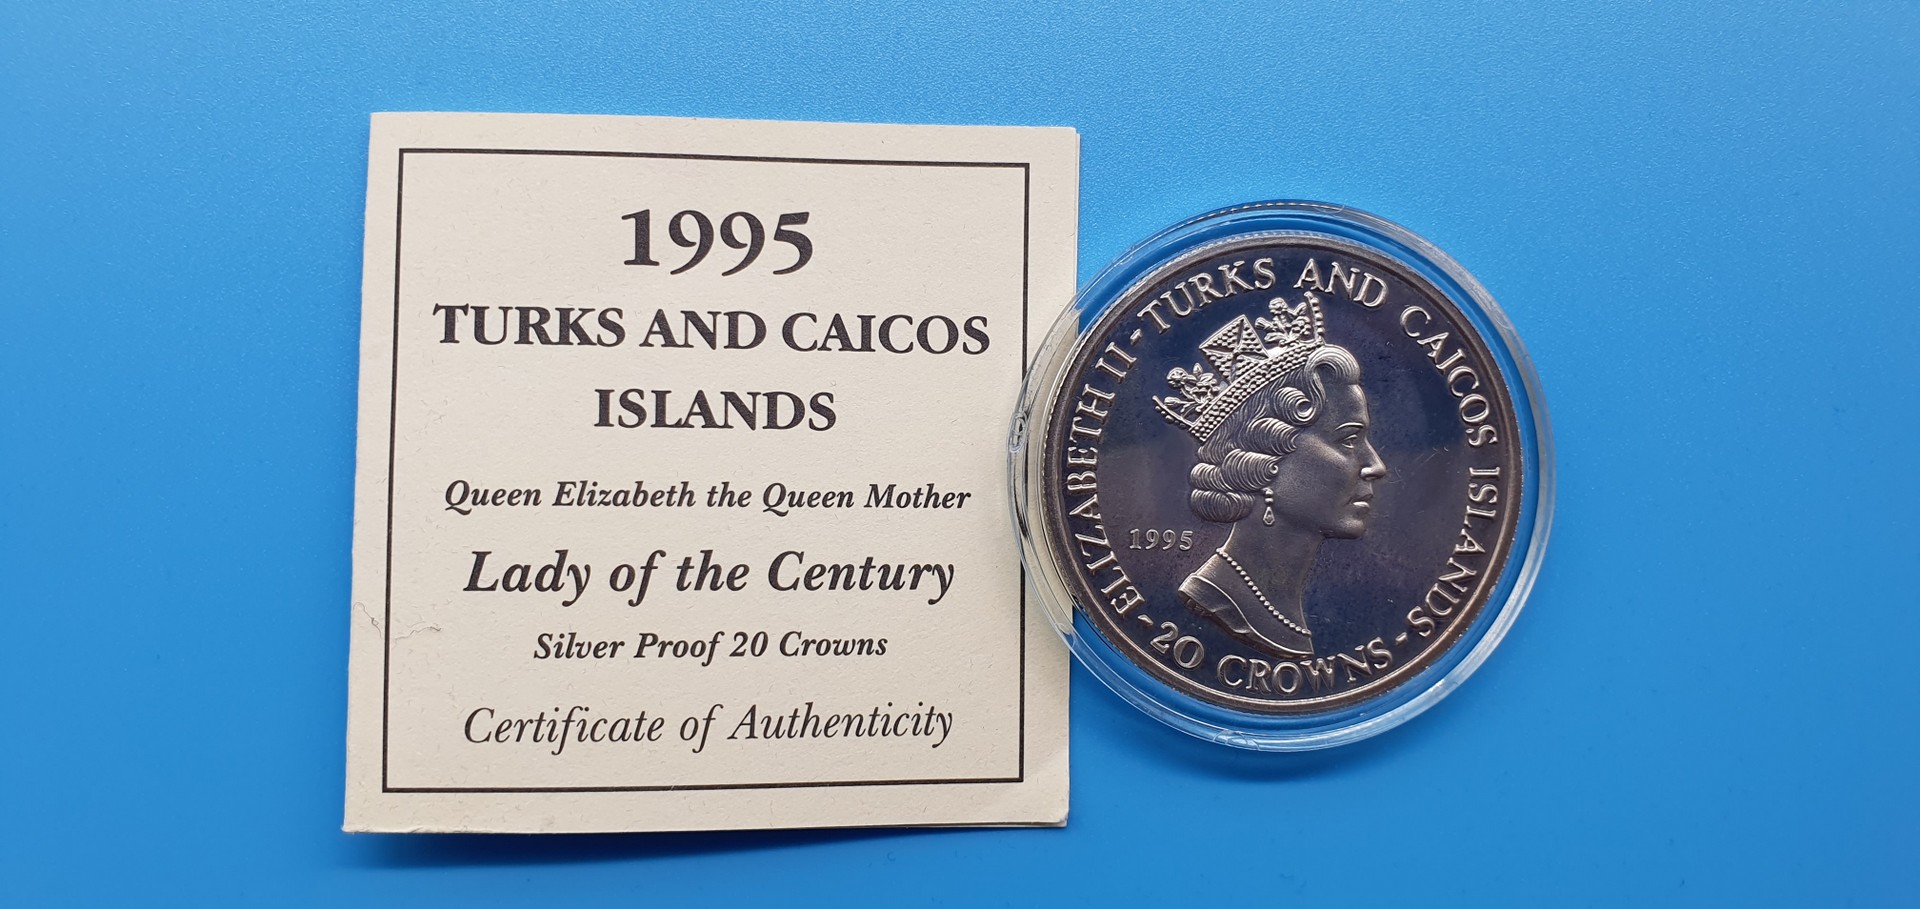 1995
TURKS AND CAICOS
ISLANDS
Queen Elizabeth the Queen Mother
Lady of the Century
Silver Proof 20 Crowns
Certificate of Authenticity
ELIZABETH II - TURKS AND CAICOS ISLANDS - 20 CROWNS -
1995